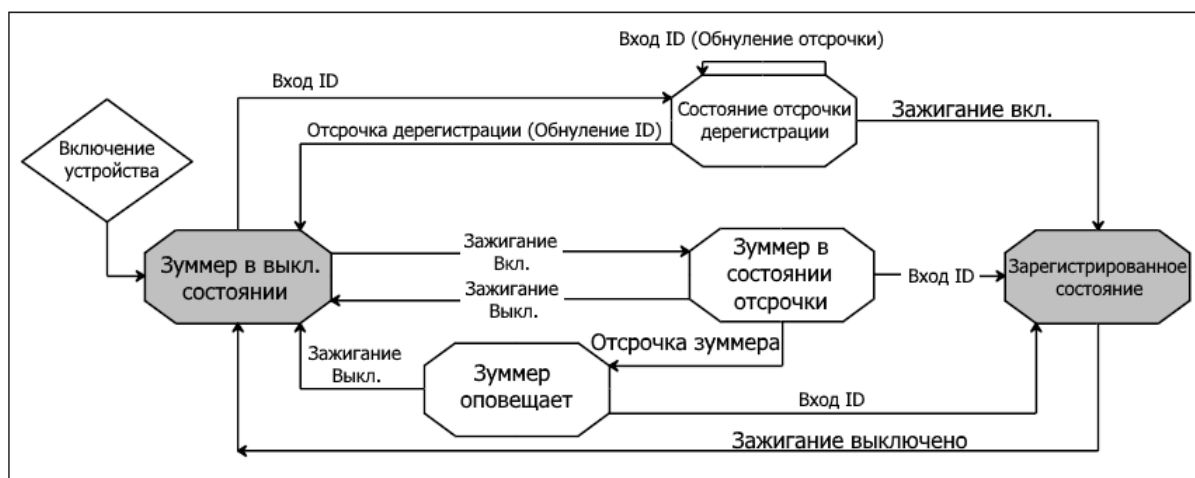 Вход ID (Обнуление отсрочки)
Вход ID
Состояние отсрочки
дерегистрации
Зажигание вкл.
Отсрочка дерегистрации (Обнуление ID)
Включение
устройства
Зуммер в выкл.
состоянии
Зажигание
Вкл.
Зажигание
Выкл.
Зуммер в
состоянии
отсрочки
Вход ID
Зарегистрированное
состояние
Отсрочка зуммера
Зажигание
Выкл.
Зуммер
оповещает
Вход ID
Зажигание выключено